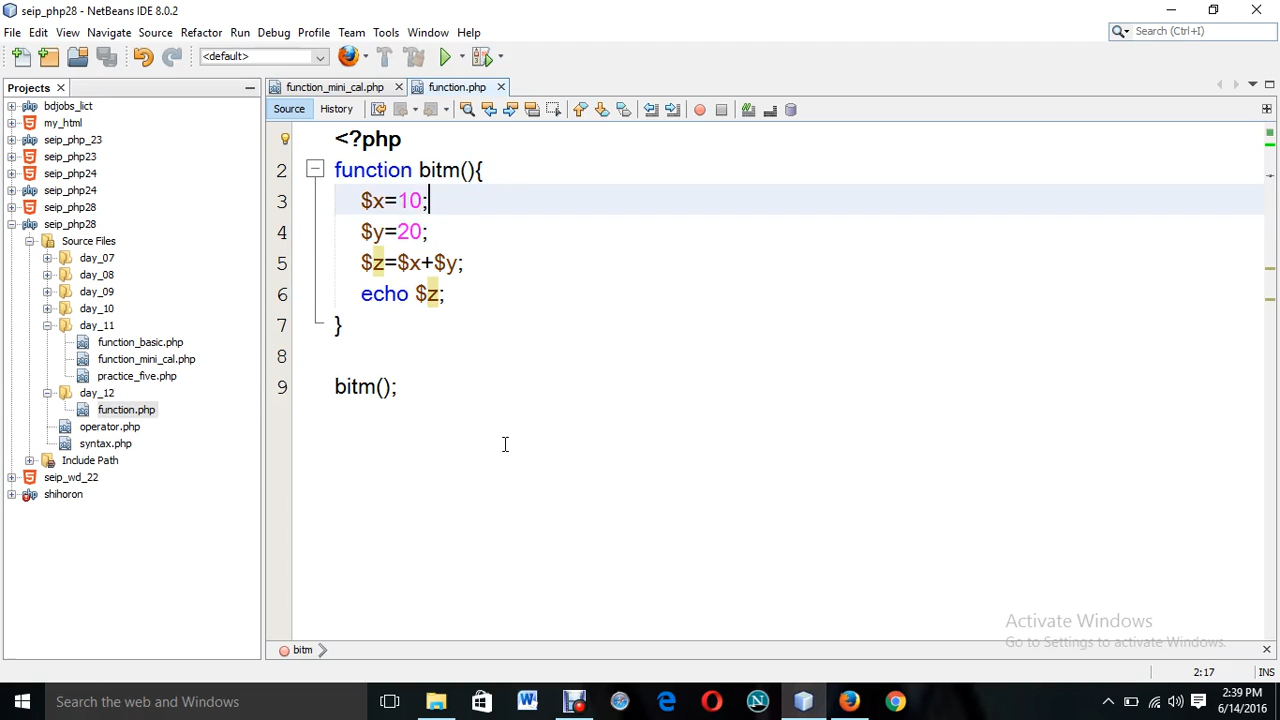 seip_php28 - NetBeans IDE 8.0.2
File Edit View Navigate Source Refactor Run Debug Profile Team Tools Window Help
Search (Ctrl+I)
<default>
Projects
function_mini_cal.php
function.php
Source History
bdjobs_lict
my_html
seip_php_23
seip_php23
seip_php24
seip_php24
seip_php28
seip_php28
Source Files
day_07
day_08
day_09
day_10
day_11
function_basic.php
function_mini_cal.php
practice_five.php
day_12
function.php
operator.php
syntax.php
Include Path
seip_wd_22
shihoron
<?php
2 function bitm(){
3 $x=10;
4 $y=20;
5 $z=$x+$y;
6 echo $z;
7 }
8
9 bitm();
Activate Windows
Go to Settings to activate Windows.
bitm
2:17 INS
Search the web and Windows
2:39 PM
6/14/2016